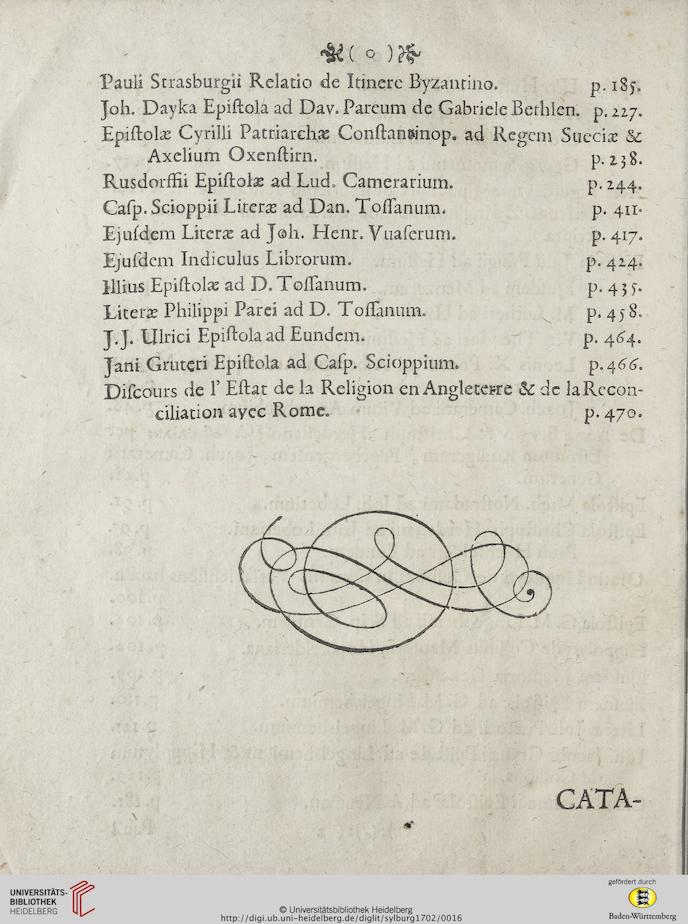 ( o )
Pauli Strasburgii Relatio de Itinere Byzantino. p. 185.
Joh. Dayka Epiſtola ad Dav. Pareum de Gabriele Bethlen. p. 227.
Epiſtolæ Cyrilli Patriarchæ Conſtantinop. ad Regem Sueciæ &
Axelium Oxenſtirn. p. 238.
Rusdorffii Epiſtolæ ad Lud. Camerarium. p. 244.
Caſp. Scioppii Literæ ad Dan. Toſſanum. p. 411.
Ejuſdem Literæ ad Joh. Henr. Vuaſerum. p. 417.
Ejuſdem Indiculus Librorum. p. 424.
Illius Epiſtolæ ad D. Toſſanum. p. 435.
Literæ Philippi Parei ad D. Toſſanum. p. 458.
J. J. Ulrici Epiſtola ad Eundem. p. 464.
Jani Gruteri Epiſtola ad Caſp. Scioppium. p. 466.
Diſcours de l' Eſtat de la Religion en Angleterre & de la Recon-
ciliation avec Rome. p. 470.
CATA-
UNIVERSITÄTS-
BIBLIOTHEK
HEIDELBERG
© Universitätsbibliothek Heidelberg
http://digi.ub.uni-heidelberg.de/diglit/sylburg1702/0016
gefördert durch
Baden-Württemberg